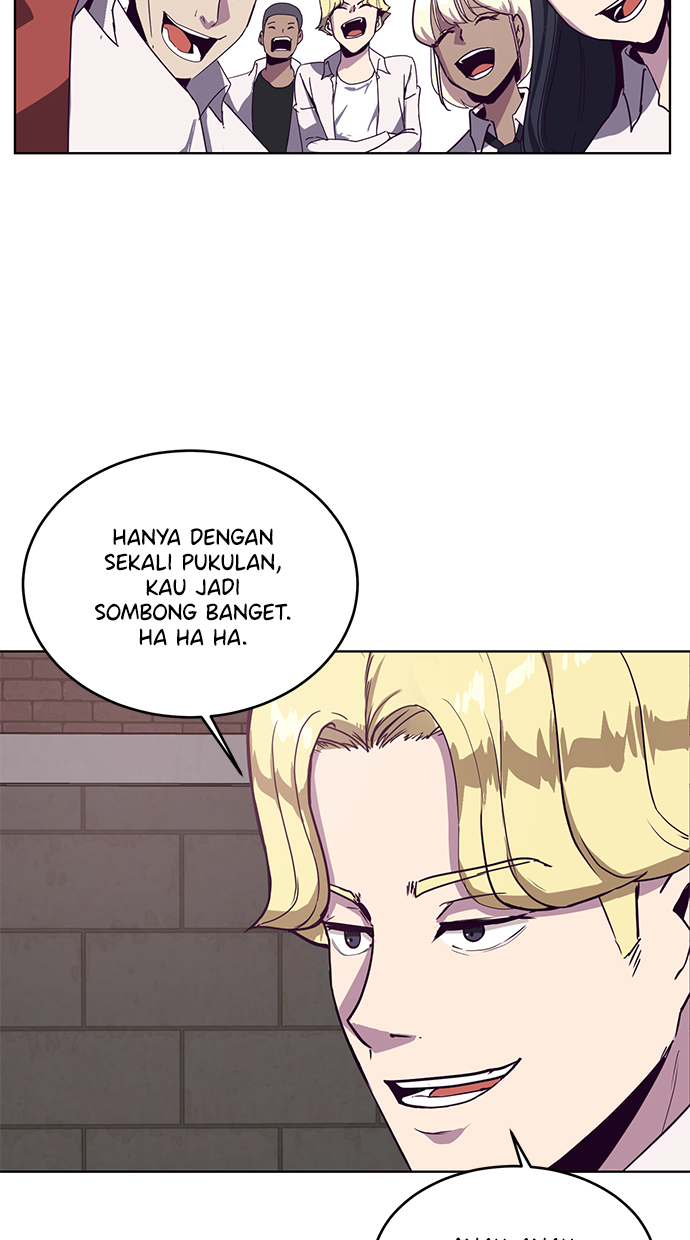 HANYA DENGAN
SEKALI PUKULAN,
KAU JADI
SOMBONG BANGET.
HA HA HA.